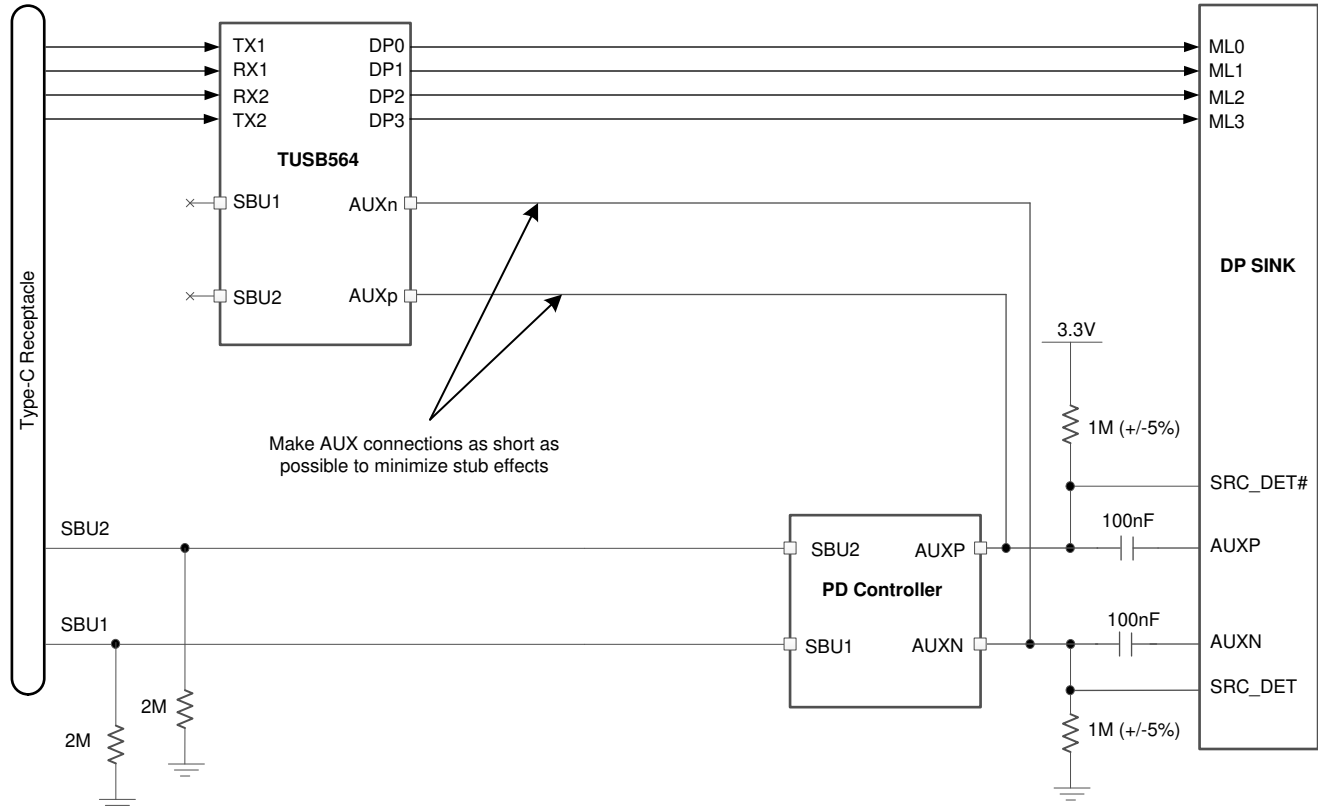 Type-C Receptacle
TX1
DP0
RX1
DP1
RX2
DP2
TX2
DP3
TUSB564
SBU1
AUXn
SBU2
AUXp
ML0
ML1
ML2
ML3
DP SINK
Make AUX connections as short as
possible to minimize stub effects
3.3V
1M (+/-5%)
SRC_DET#
100nF
AUXP
SBU2
SBU2
AUXP
PD Controller
SBU1
SBU1
AUXN
100nF
AUXN
SRC_DET
1M (+/-5%)
2M
2M